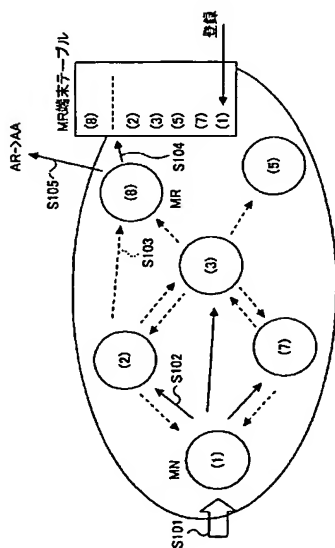 AR->AA
MR端末テーブル
S105
(8)
(2)
(3)
(5)
(7)
(1)
登録
S104
(8)
MR
S103
(5)
(2)
(3)
S102
(7)
MN
(1)
S101